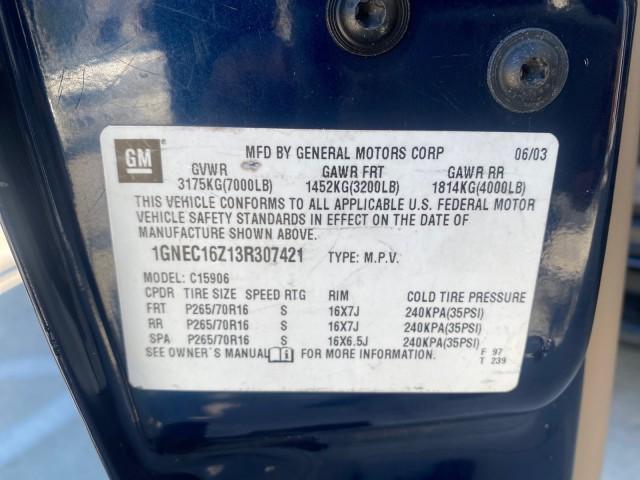 GM MFD BY GENERAL MOTORS CORP 06/03
GVWR GAWR FRT GAWR RR
3175KG(7000LB) 1452KG(3200LB) 1814KG(4000LB)
THIS VEHICLE CONFORMS TO ALL APPLICABLE U.S. FEDERAL MOTOR
VEHICLE SAFETY STANDARDS IN EFFECT ON THE DATE OF
MANUFACTURE SHOWN ABOVE.
1GNEC16Z13R307421 TYPE: M.P.V.
MODEL: C15906
CPDR TIRE SIZE SPEED RTG RIM COLD TIRE PRESSURE
FRT P265/70R16 S 16X7J 240KPA(35PSI)
RR P265/70R16 S 16X7J 240KPA(35PSI)
SPA P265/70R16 S 16X6.5J 240KPA(35PSI)
SEE OWNER'S MANUAL FOR MORE INFORMATION. F 97
T 239